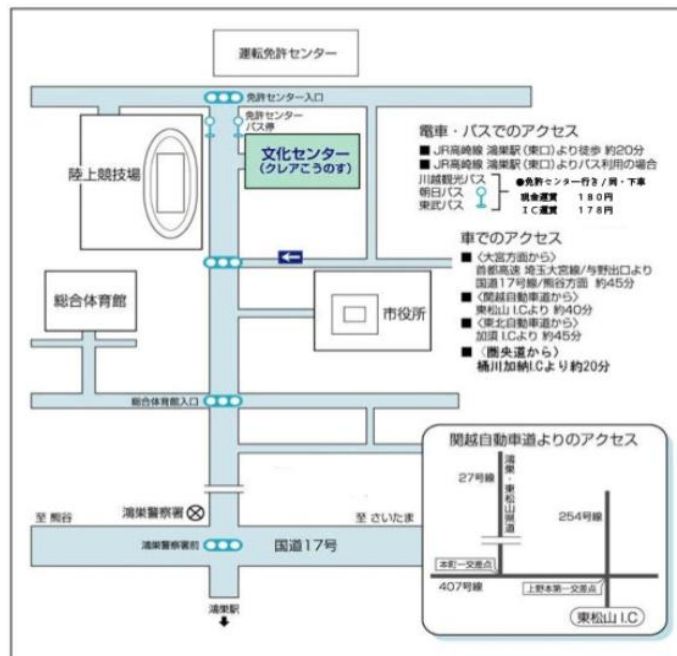 運転免許センター
免許センター入口
免許センター
バス停
陸上競技場
文化センター
(クレアこうのす)
電車・バスでのアクセス
■ JR高崎線 鴻巣駅(東口)より徒歩 約20分
■ JR高崎線 鴻巣駅(東口)よりバス利用の場合
川越観光バス
朝日バス
東武バス
●免許センター行き/同・下車
現金運賃 180円
IC運賃 178円
車でのアクセス
■ 〈大宮方面から〉
首都高速 埼玉大宮線/与野出口より
国道17号線/熊谷方面 約45分
■ 〈関越自動車道から〉
東松山 I.Cより 約40分
■ 〈東北自動車道から〉
加須 I.Cより 約45分
■ 〈圏央道から〉
桶川加納I.Cより約20分
総合体育館
市役所
総合体育館入口
鴻巣警察署
至 熊谷
至 さいたま
鴻巣警察署前
国道17号
鴻巣駅
関越自動車道よりのアクセス
27号線
鴻巣・東松山県道
254号線
本町一交差点
407号線
上野本第一交差点
東松山 I.C